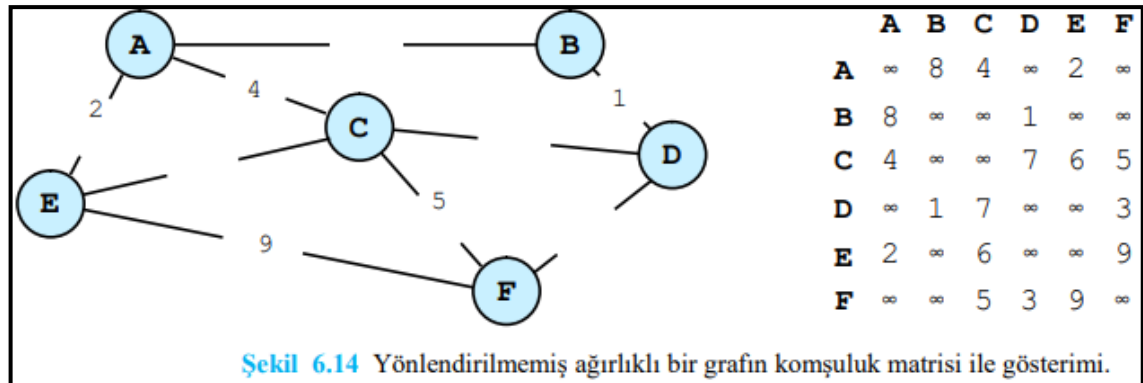 A B C D E F
A B
A ∞ 8 4 ∞ 2 ∞
2 4 1
B 8 ∞ ∞ 1 ∞ ∞
C D
C 4 ∞ ∞ 7 6 5
E 5
D ∞ 1 7 ∞ ∞ 3
9
E 2 ∞ 6 ∞ ∞ 9
F
F ∞ ∞ 5 3 9 ∞
Şekil 6.14 Yönlendirilmemiş ağırlıklı bir grafın komşuluk matrisi ile gösterimi.